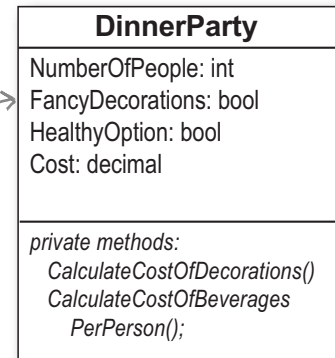 DinnerParty
NumberOfPeople: int
FancyDecorations: bool
HealthyOption: bool
Cost: decimal
private methods:
CalculateCostOfDecorations()
CalculateCostOfBeverages
PerPerson();